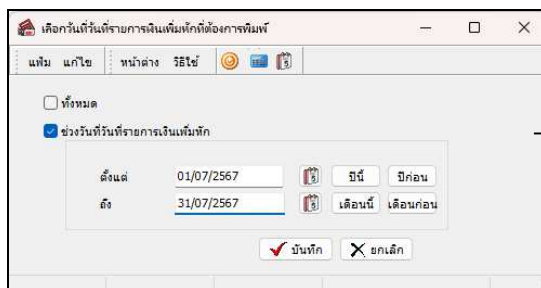 เลือกวันที่วันที่รายการเงินเพิ่มหักที่ต้องการพิมพ์
แฟ้ม แก้ไข หน้าต่าง วิธีใช้
ทั้งหมด
ช่วงวันที่วันที่รายการเงินเพิ่มหัก
ตั้งแต่ 01/07/2567 ปีนี้ ปีก่อน
ถึง 31/07/2567 เดือนนี้ เดือนก่อน
บันทึก ยกเลิก